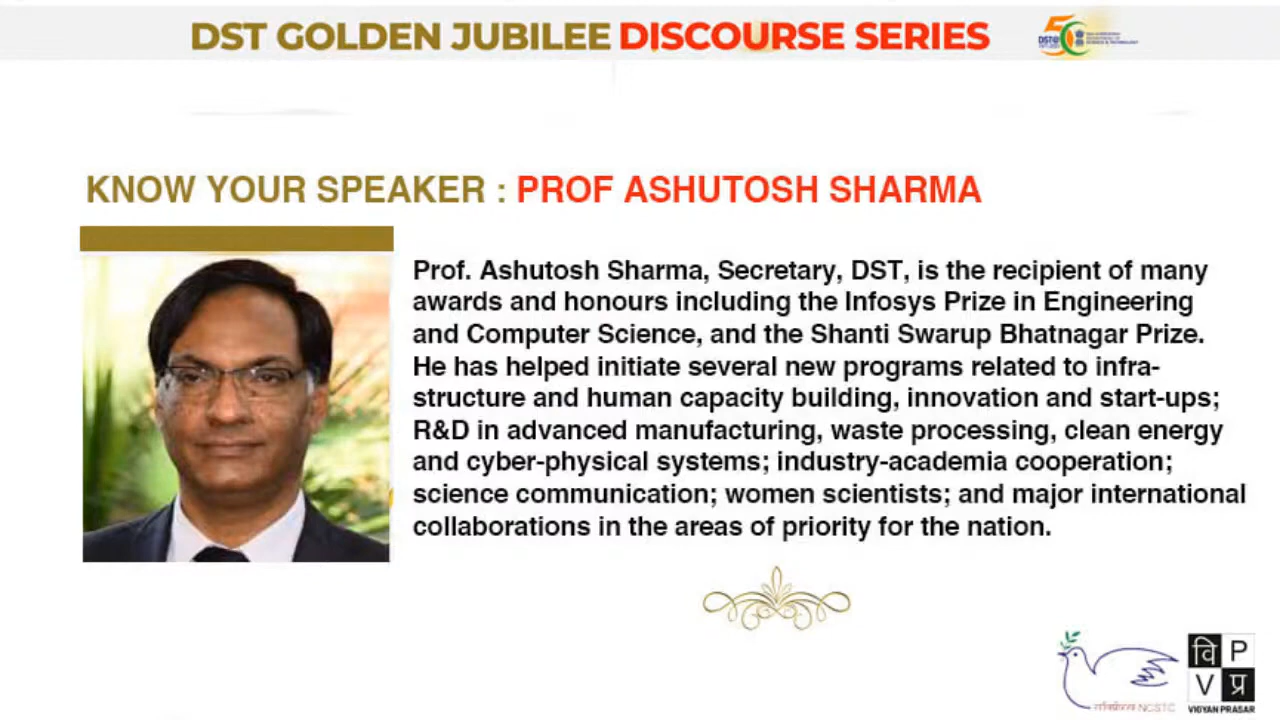 DST GOLDEN JUBILEE DISCOURSE SERIES
KNOW YOUR SPEAKER : PROF ASHUTOSH SHARMA
Prof. Ashutosh Sharma, Secretary, DST, is the recipient of many
awards and honours including the Infosys Prize in Engineering
and Computer Science, and the Shanti Swarup Bhatnagar Prize.
He has helped initiate several new programs related to infra-
structure and human capacity building, innovation and start-ups;
R&D in advanced manufacturing, waste processing, clean energy
and cyber-physical systems; industry-academia cooperation;
science communication; women scientists; and major international
collaborations in the areas of priority for the nation.
वि P
V प्र
NCSTC
VIGYAN PRASAR